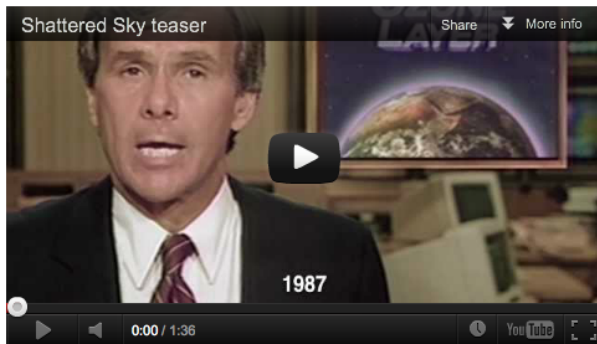 Shattered Sky teaser
Share
More info
OZONE
LAYER
1987
0:00 / 1:36
YouTube